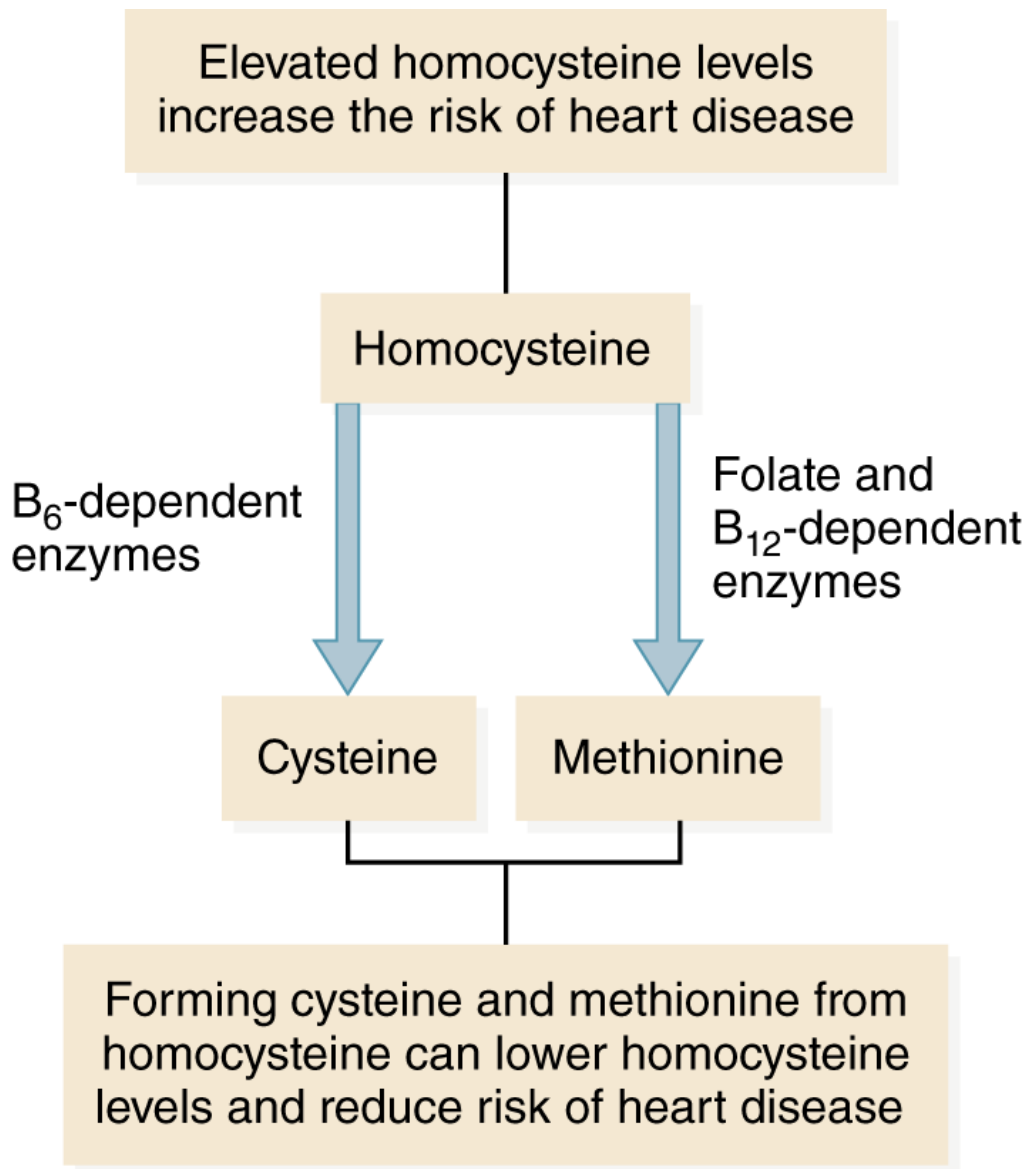 Elevated homocysteine levels
increase the risk of heart disease
Homocysteine
B₆-dependent
enzymes
Folate and
B₁₂-dependent
enzymes
Cysteine
Methionine
Forming cysteine and methionine from
homocysteine can lower homocysteine
levels and reduce risk of heart disease